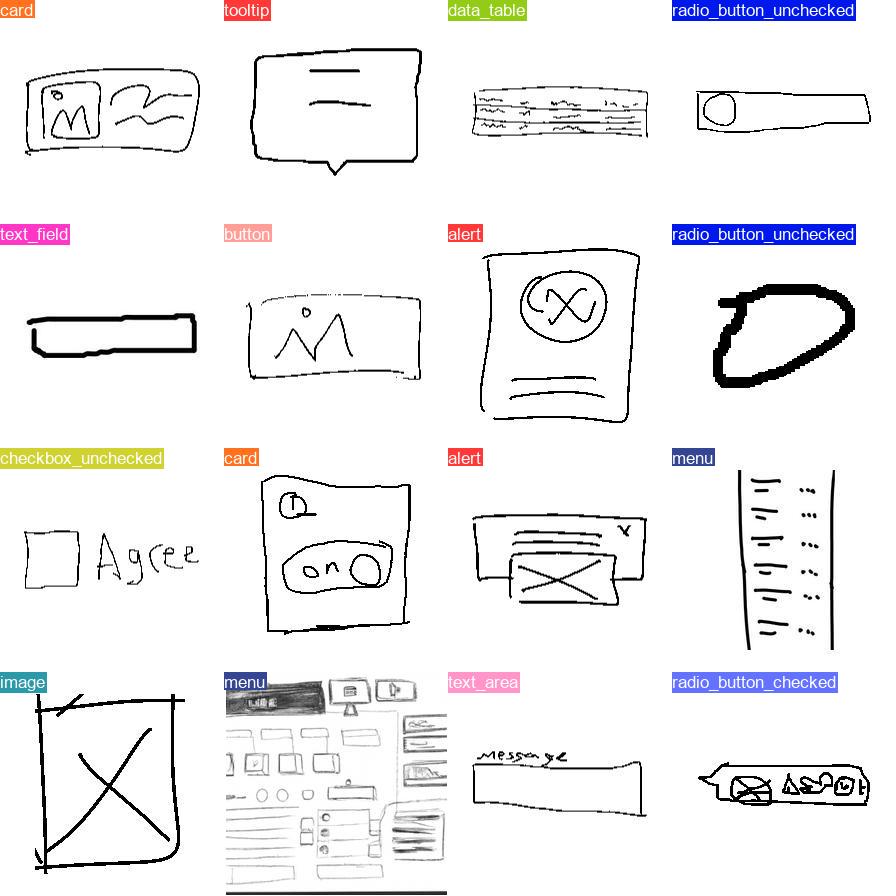 card
tooltip
data_table
radio_button_unchecked
text_field
button
alert
radio_button_unchecked
checkbox_unchecked
Agree
card
on
alert
x
menu
image
menu
text_area
Message
radio_button_checked